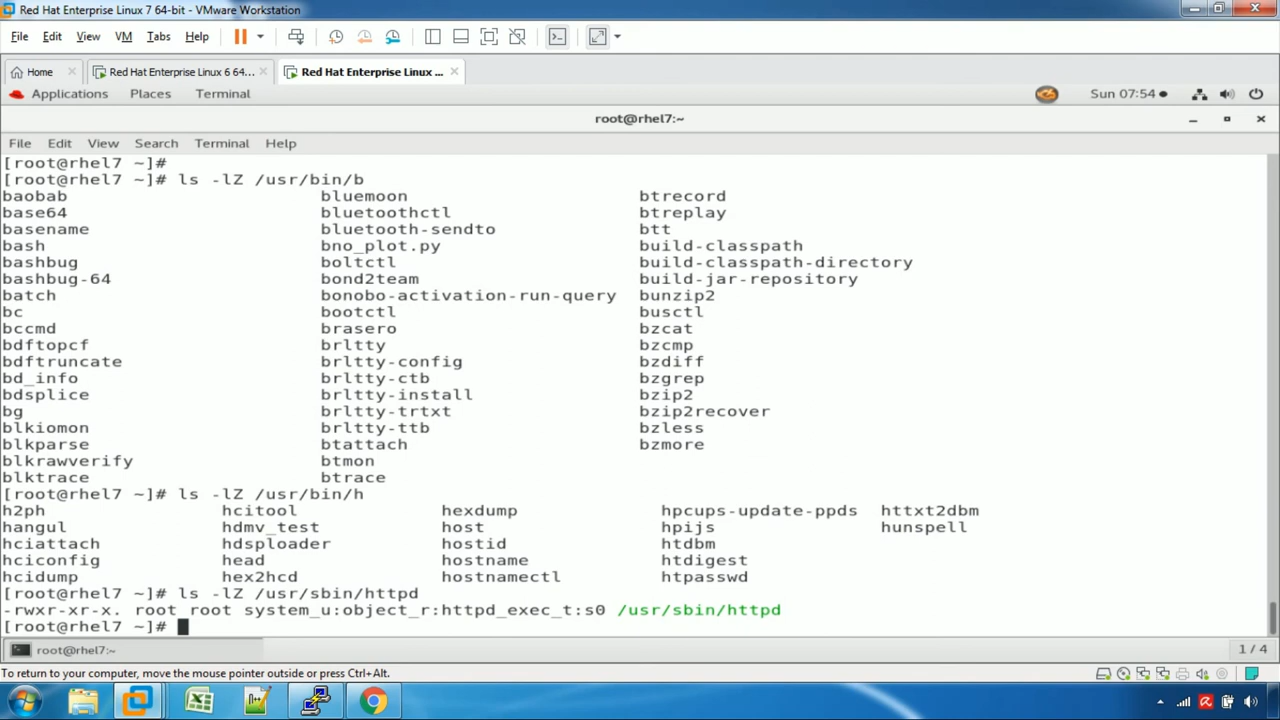 Red Hat Enterprise Linux 7 64-bit - VMware Workstation
File Edit View VM Tabs Help
Home Red Hat Enterprise Linux 6 64... Red Hat Enterprise Linux ...
Applications Places Terminal Sun 07:54
root@rhel7:~
File Edit View Search Terminal Help
[root@rhel7 ~]#
[root@rhel7 ~]# ls -lZ /usr/bin/b
baobab bluemoon btrecord
base64 bluetoothctl btreplay
basename bluetooth-sendto btt
bash bno_plot.py build-classpath
bashbug boltctl build-classpath-directory
bashbug-64 bond2team build-jar-repository
batch bonobo-activation-run-query bunzip2
bc bootctl busctl
bccmd brasero bzcat
bdftopcf brltty bzcmp
bdftruncate brltty-config bzdiff
bd_info brltty-ctb bzgrep
bdsplice brltty-install bzip2
bg brltty-trtxt bzip2recover
blkiomon brltty-ttb bzless
blkparse btattach bzmore
blkrawverify btmon
blktrace btrace
[root@rhel7 ~]# ls -lZ /usr/bin/h
h2ph hcitool hexdump hpcups-update-ppds httxt2dbm
hangul hdmv_test host hpijs hunspell
hciattach hdsploader hostid htdbm
hciconfig head hostname htdigest
hcidump hex2hcd hostnamectl htpasswd
[root@rhel7 ~]# ls -lZ /usr/sbin/httpd
-rwxr-xr-x. root root system_u:object_r:httpd_exec_t:s0 /usr/sbin/httpd
[root@rhel7 ~]#
root@rhel7:~ 1 / 4
To return to your computer, move the mouse pointer outside or press Ctrl+Alt.